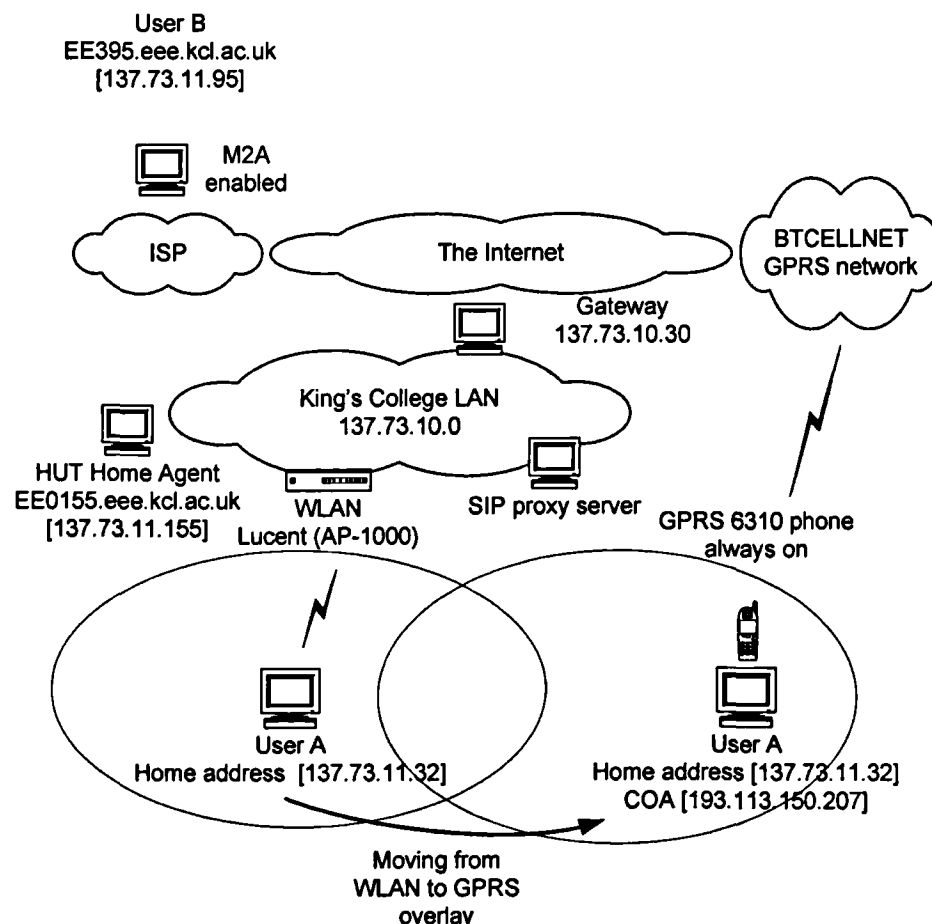 User B
EE395.eee.kcl.ac.uk
[137.73.11.95]
M2A
enabled
ISP
The Internet
BTCELLNET
GPRS network
Gateway
137.73.10.30
King's College LAN
137.73.10.0
HUT Home Agent
EE0155.eee.kcl.ac.uk
[137.73.11.155]
WLAN
Lucent (AP-1000)
SIP proxy server
GPRS 6310 phone
always on
User A
Home address [137.73.11.32]
User A
Home address [137.73.11.32]
COA [193.113.150.207]
Moving from
WLAN to GPRS
overlay